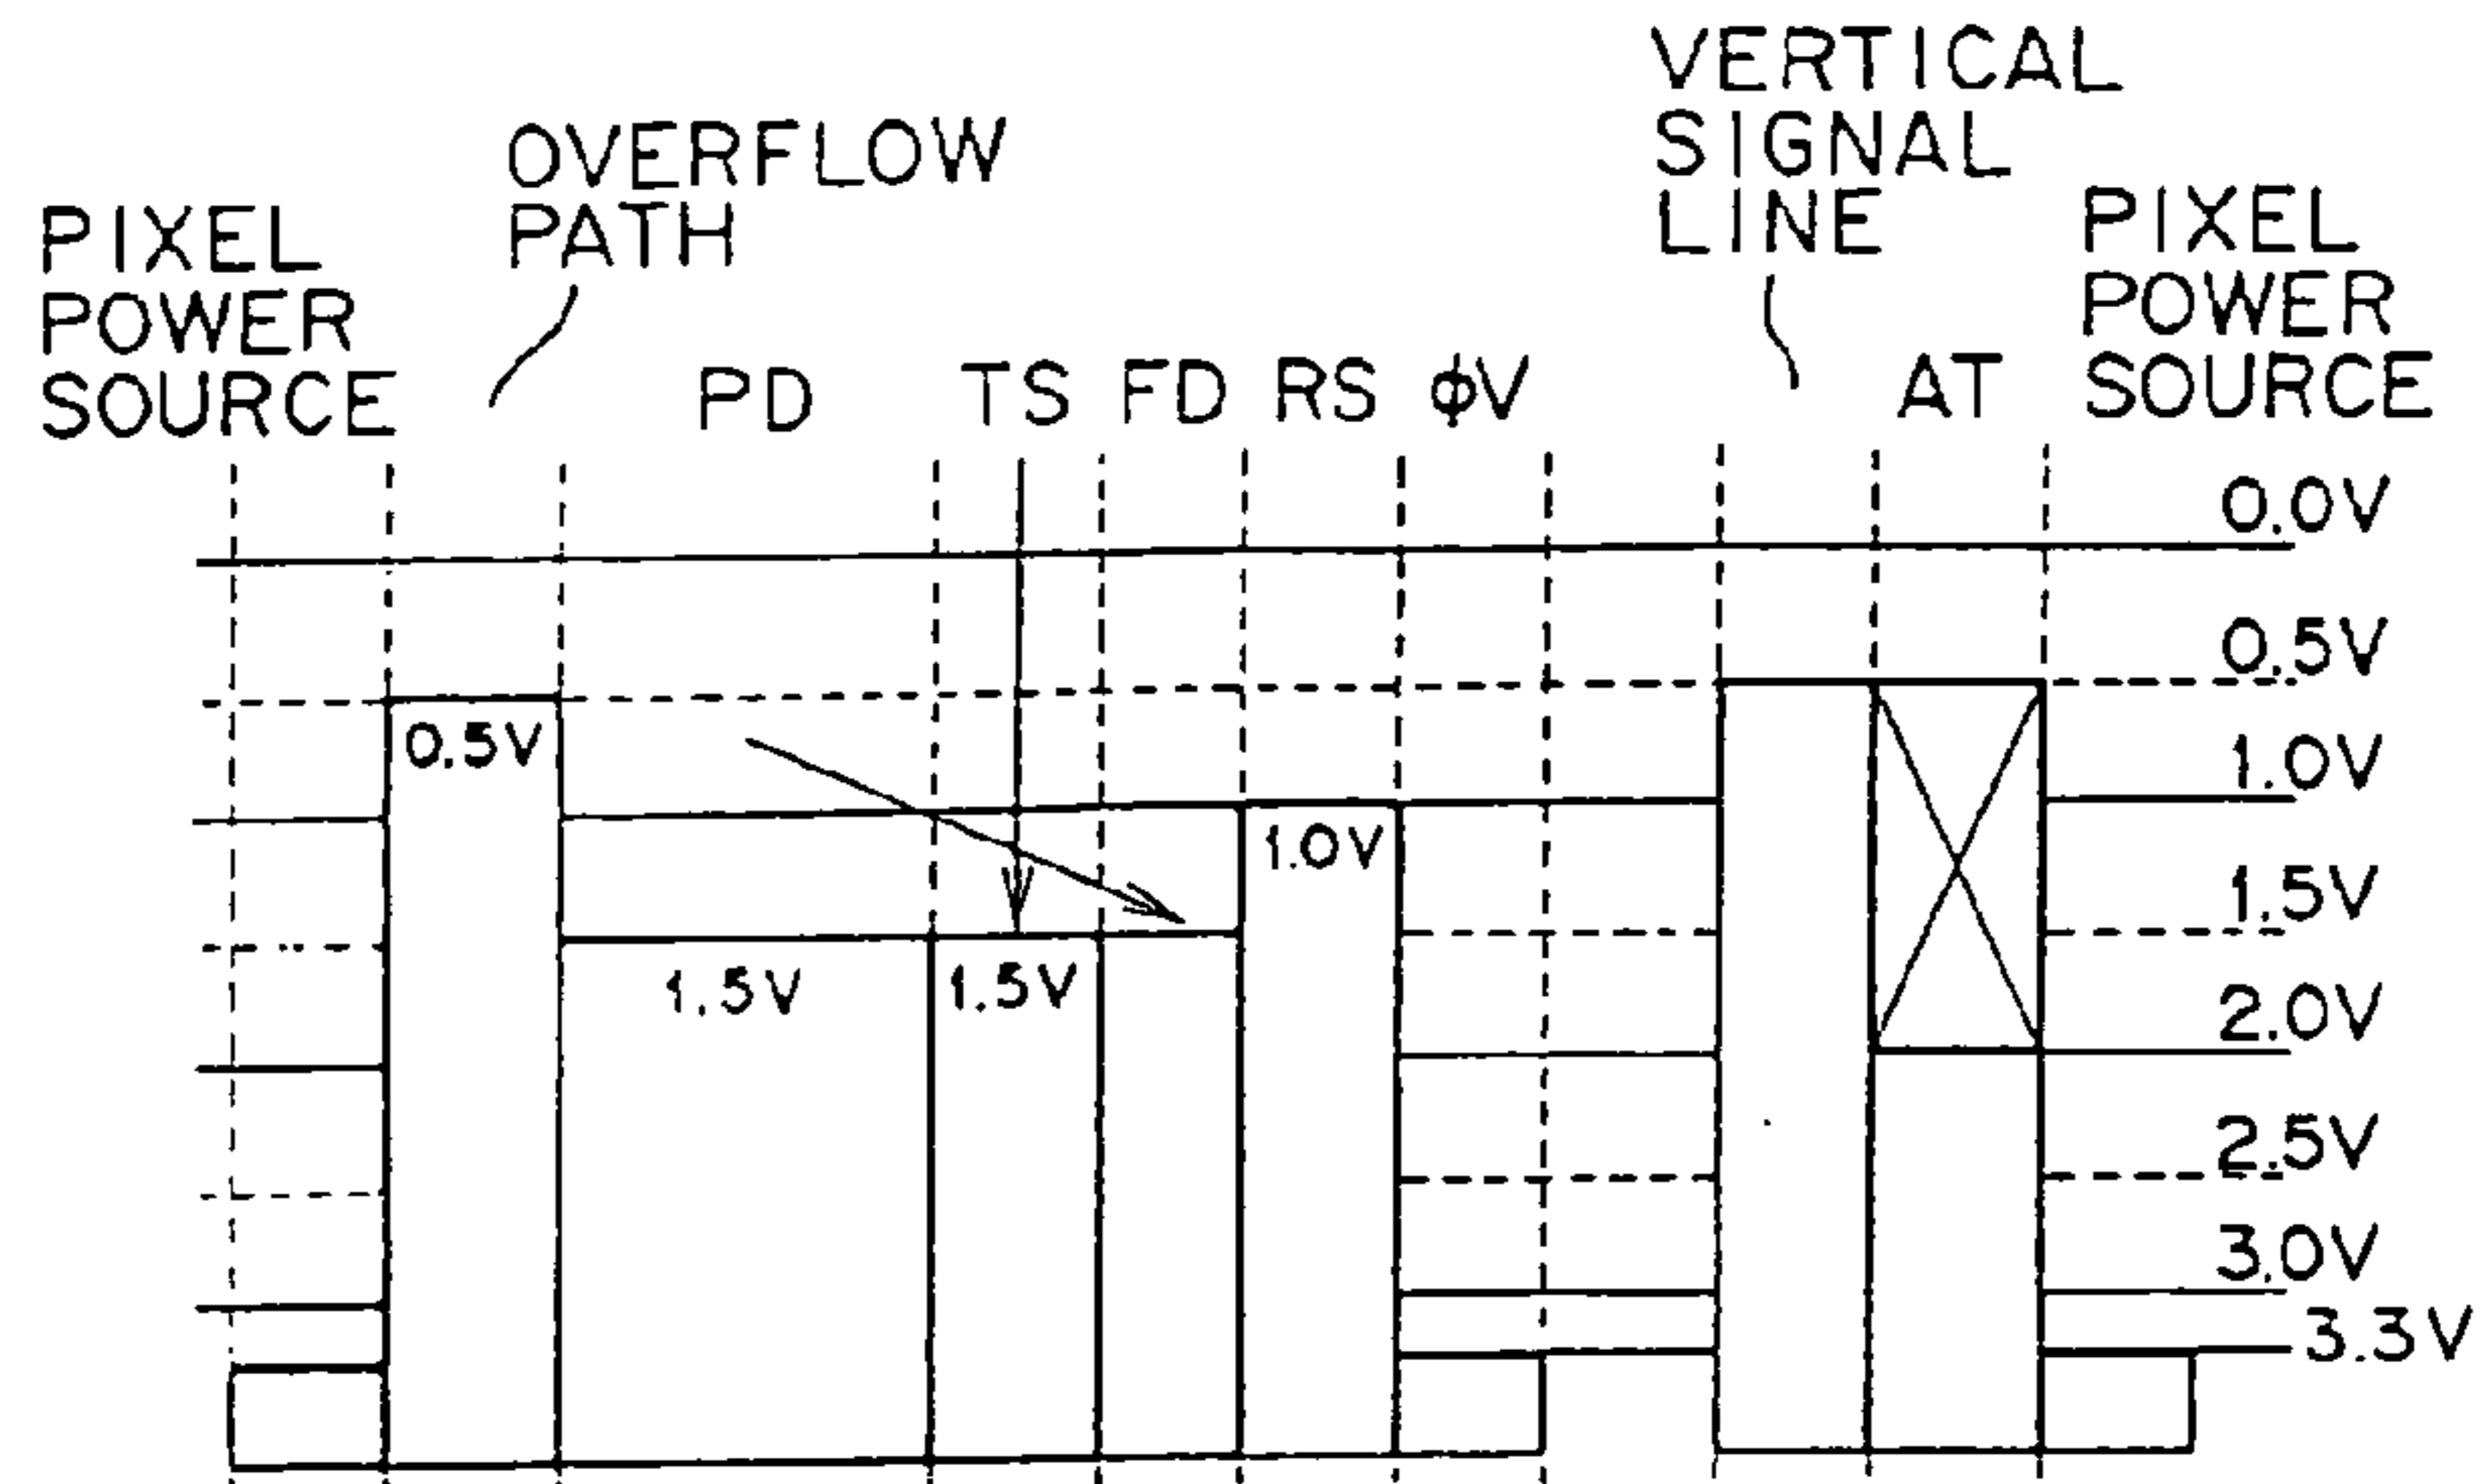 PIXEL
POWER
SOURCE
OVERFLOW
PATH
PD
TS
FD
RS
ϕV
VERTICAL
SIGNAL
LINE
AT
PIXEL
POWER
SOURCE
0.0V
0.5V
0.5V
1.0V
1.0V
1.5V
1.5V
1.5V
2.0V
2.5V
3.0V
3.3V